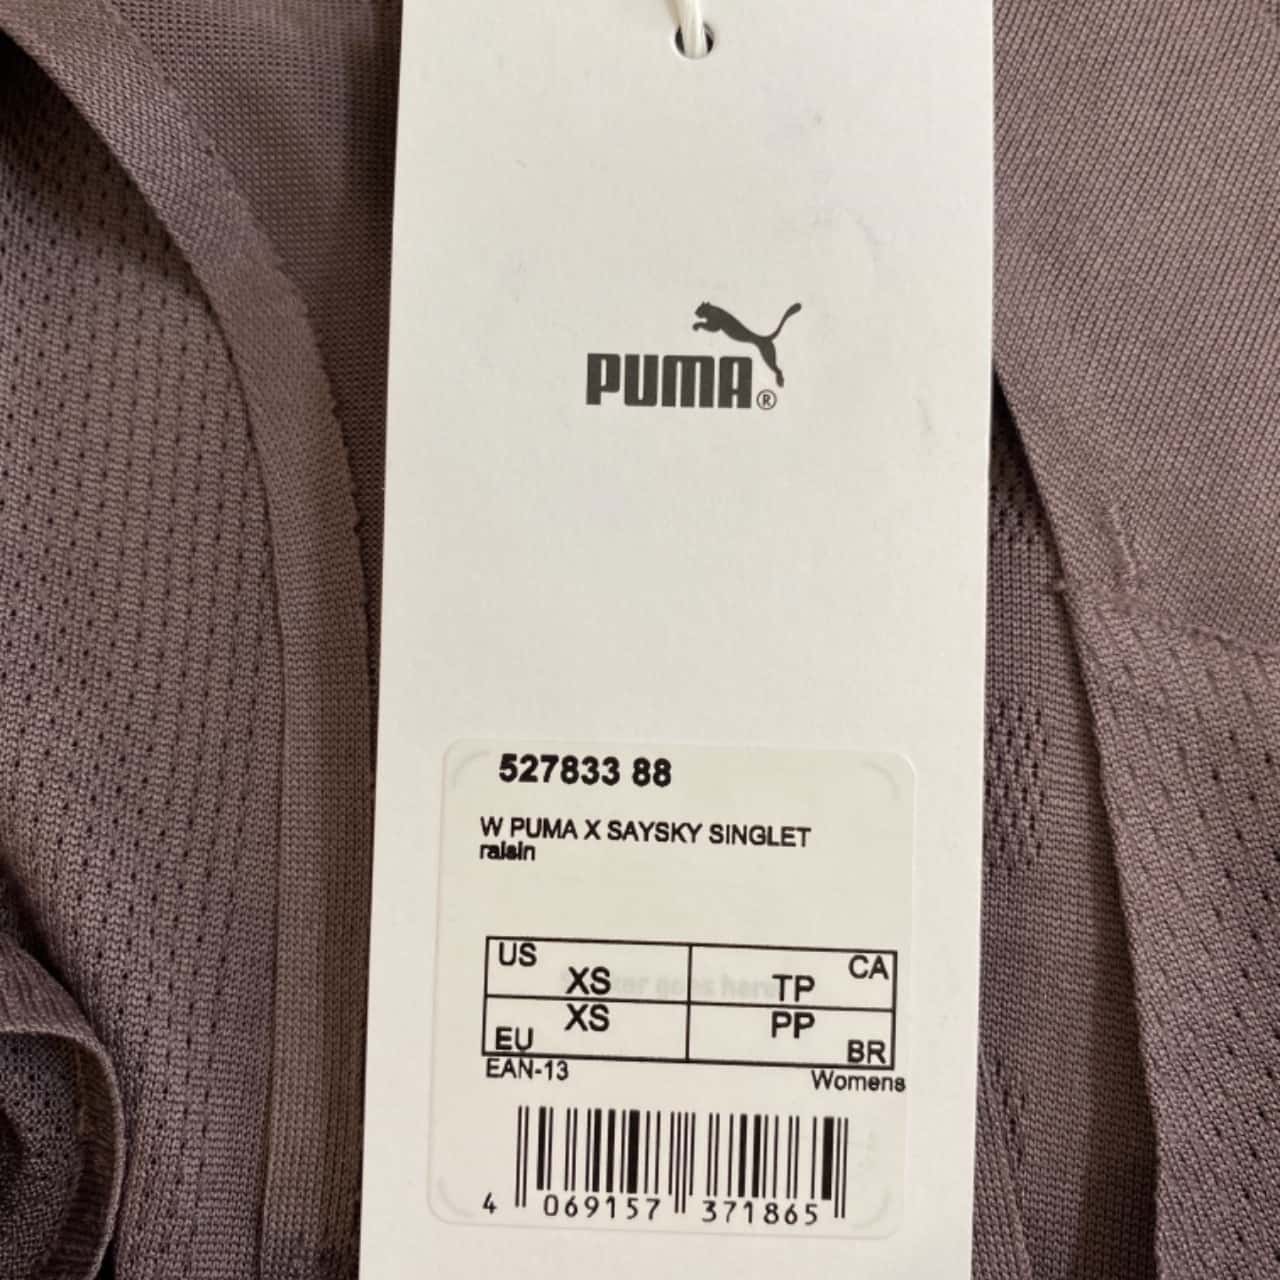 PUMA®
527833 88
W PUMA X SAYSKY SINGLET
raisin
US XS TP CA
EU XS PP BR
EAN-13 Womens
4 069157 371865